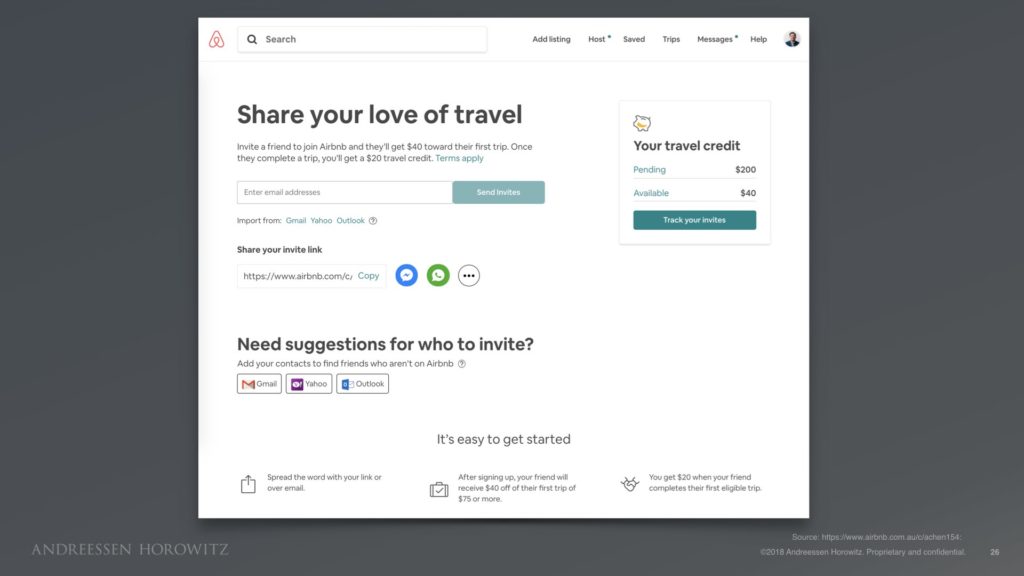 Search
Add listing
Host
Saved
Trips
Messages
Help
Share your love of travel
Invite a friend to join Airbnb and they'll get $40 toward their first trip. Once
they complete a trip, you'll get a $20 travel credit. Terms apply
Enter email addresses
Send Invites
Import from: Gmail Yahoo Outlook ?
Share your invite link
https://www.airbnb.com/c/ Copy
Your travel credit
Pending $200
Available $40
Track your invites
Need suggestions for who to invite?
Add your contacts to find friends who aren't on Airbnb ?
Gmail
Yahoo
Outlook
It's easy to get started
Spread the word with your link or
over email.
After signing up, your friend will
receive $40 off of their first trip of
$75 or more.
You get $20 when your friend
completes their first eligible trip.
ANDREESSEN HOROWITZ
Source: https://www.airbnb.com.au/c/achen154:
©2018 Andreessen Horowitz. Proprietary and confidential.
26